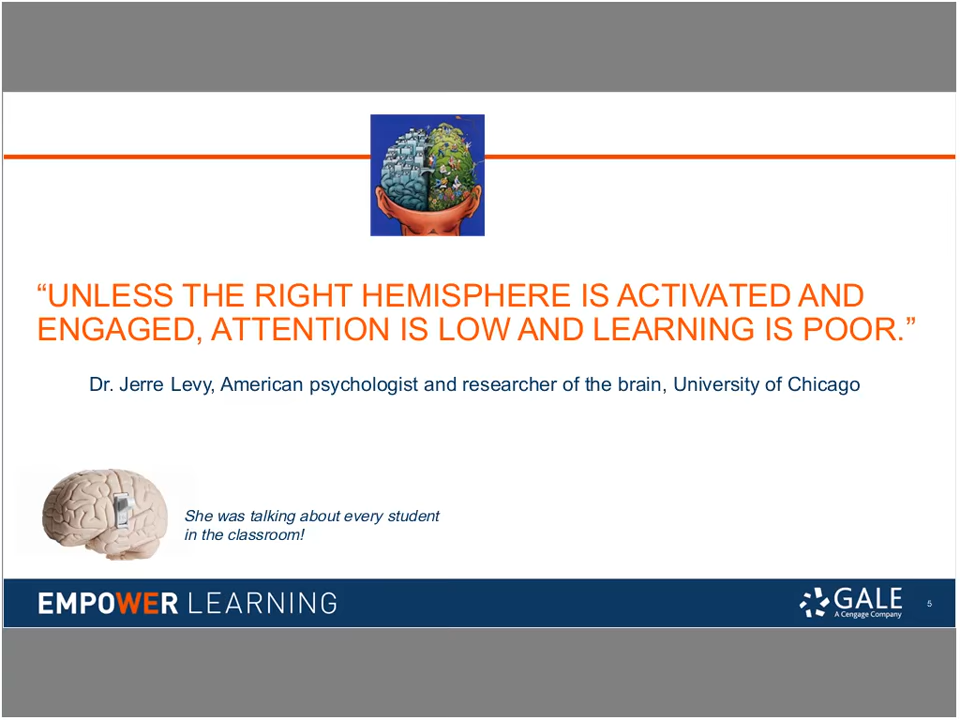 “UNLESS THE RIGHT HEMISPHERE IS ACTIVATED AND
ENGAGED, ATTENTION IS LOW AND LEARNING IS POOR.”
Dr. Jerre Levy, American psychologist and researcher of the brain, University of Chicago
She was talking about every student
in the classroom!
EMPOWER LEARNING
GALE
A Cengage Company
5